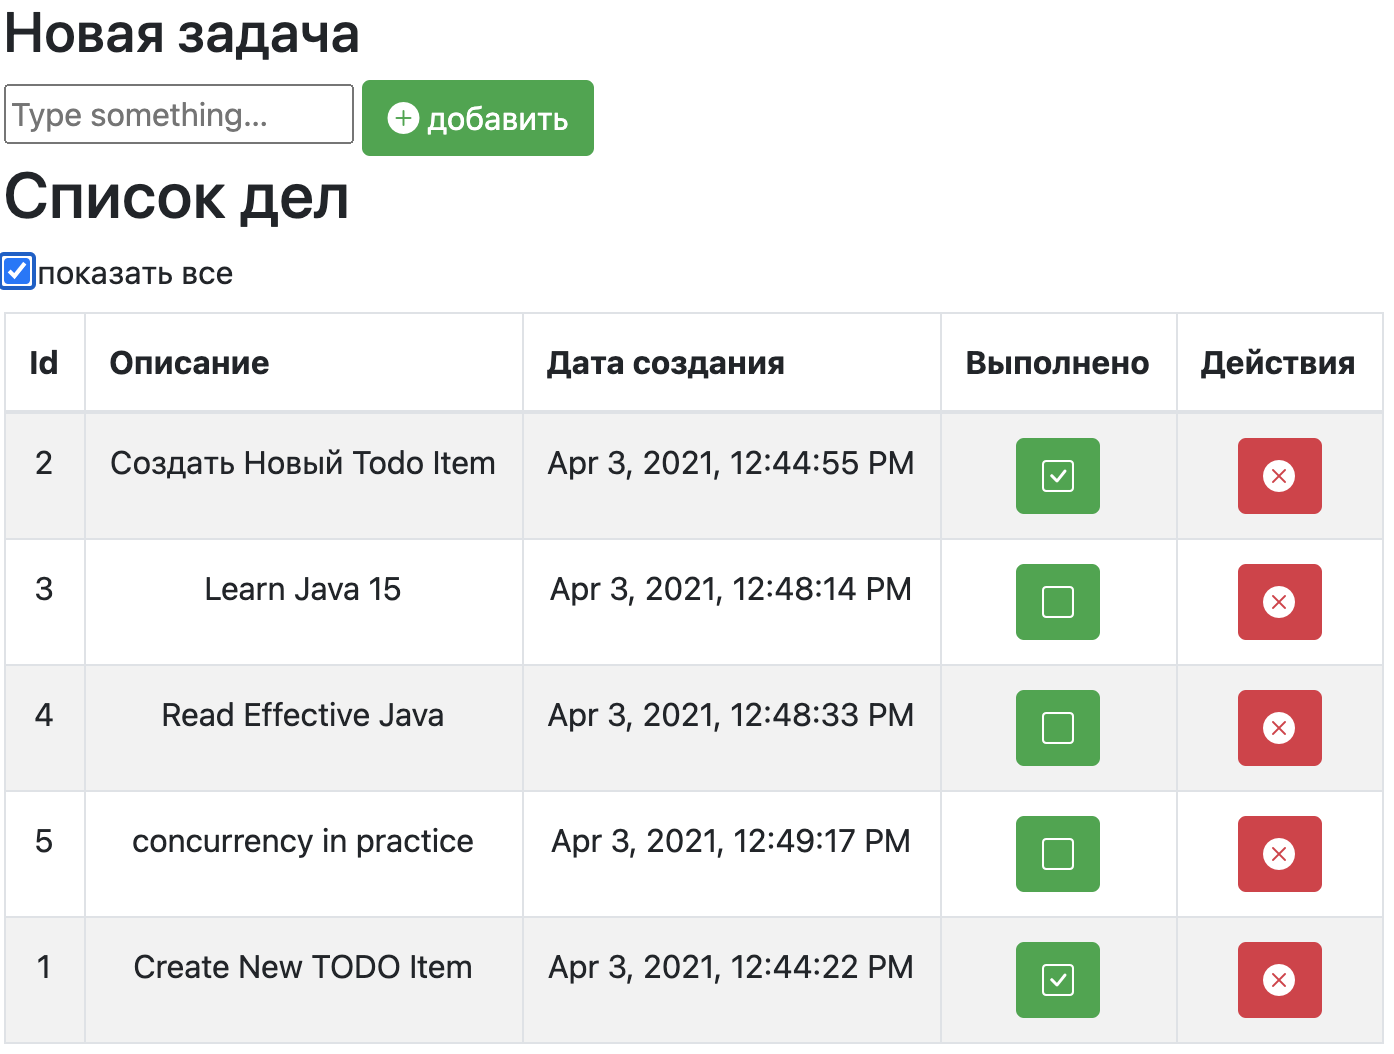 Новая задача
Type something... добавить
Список дел
показать все
Id Описание Дата создания Выполнено Действия
2 Создать Новый Todo Item Apr 3, 2021, 12:44:55 PM
3 Learn Java 15 Apr 3, 2021, 12:48:14 PM
4 Read Effective Java Apr 3, 2021, 12:48:33 PM
5 concurrency in practice Apr 3, 2021, 12:49:17 PM
1 Create New TODO Item Apr 3, 2021, 12:44:22 PM